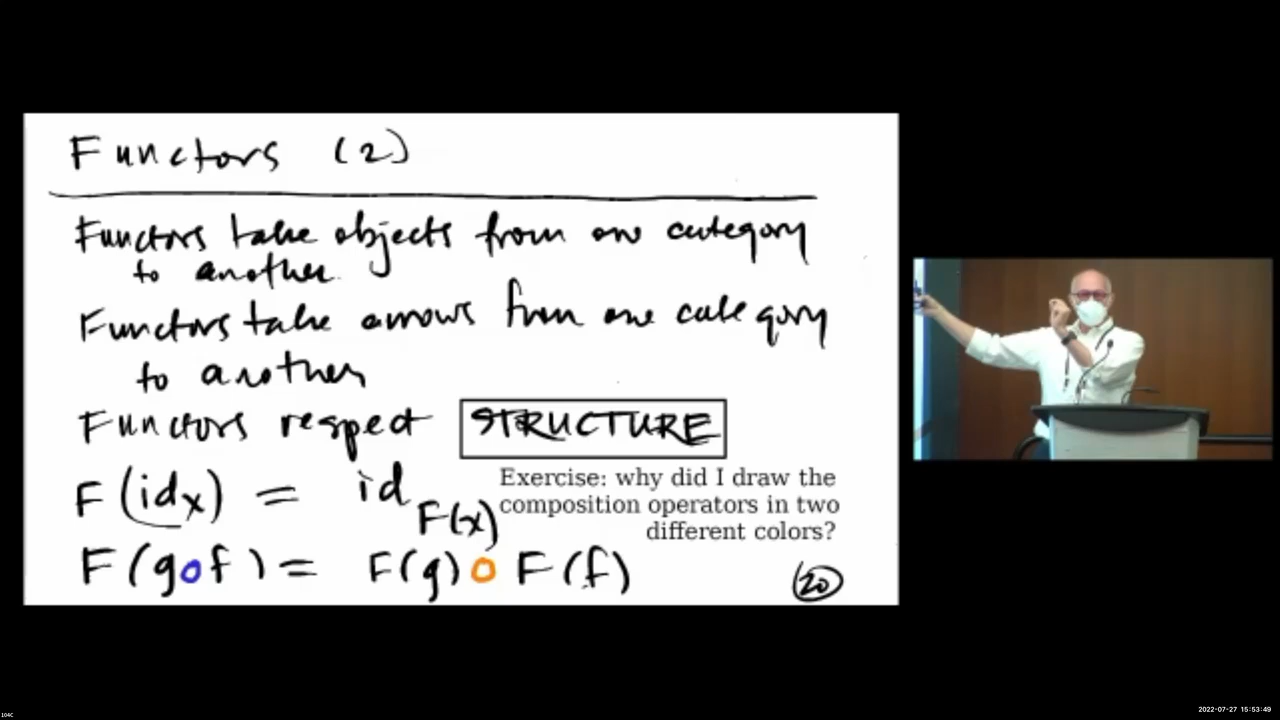 Functors (2)
Functors take objects from one category
to another.
Functors take arrows from one category
to another
Functors respect STRUCTURE
F(idx) = id F(x)
Exercise: why did I draw the
composition operators in two
different colors?
F(g∘f) = F(g) ∘ F(f)
20
104C
2022-07-27 15:53:49